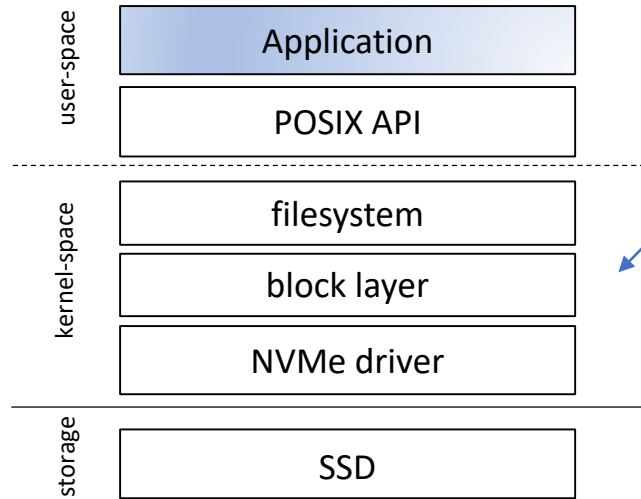 user-space
Application
POSIX API
kernel-space
filesystem
block layer
NVMe driver
storage
SSD